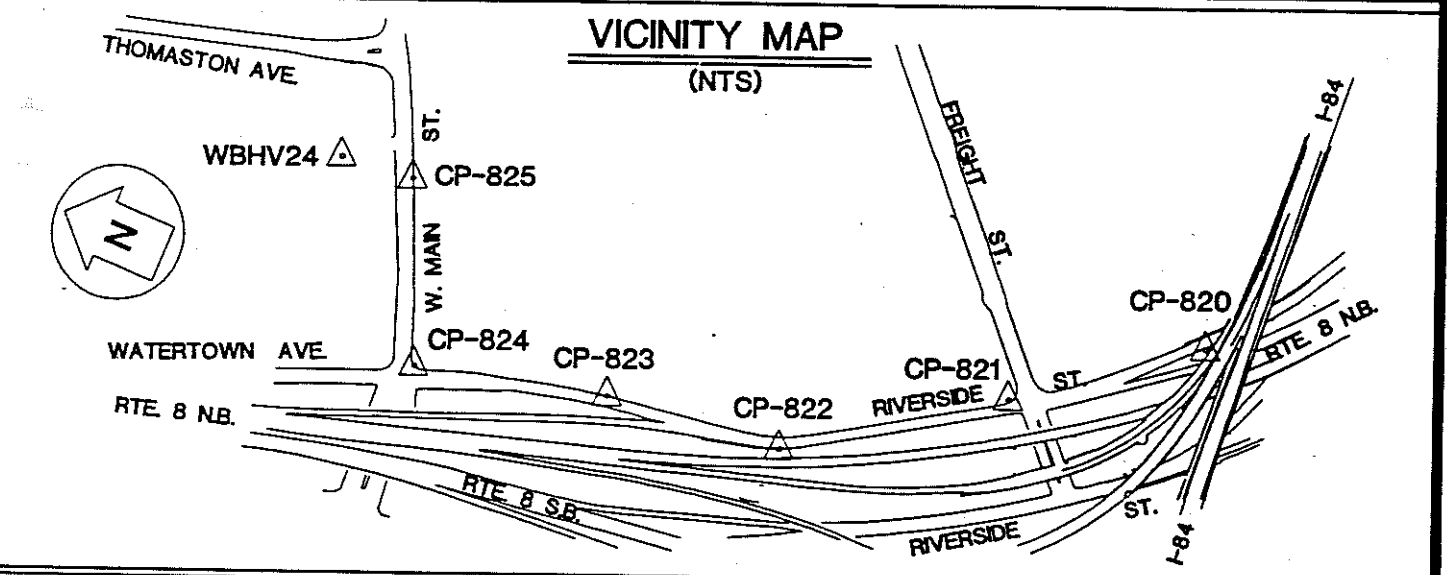 VICINITY MAP
(NTS)
THOMASTON AVE.
WBHV24
CP-825
W. MAIN ST.
N
FREIGHT ST.
I-84
WATERTOWN AVE.
CP-824
CP-823
CP-822
CP-821
CP-820
RTE. 8 N.B.
RIVERSIDE ST.
RTE. 8 N.B.
RTE. 8 S.B.
RIVERSIDE ST.
I-84